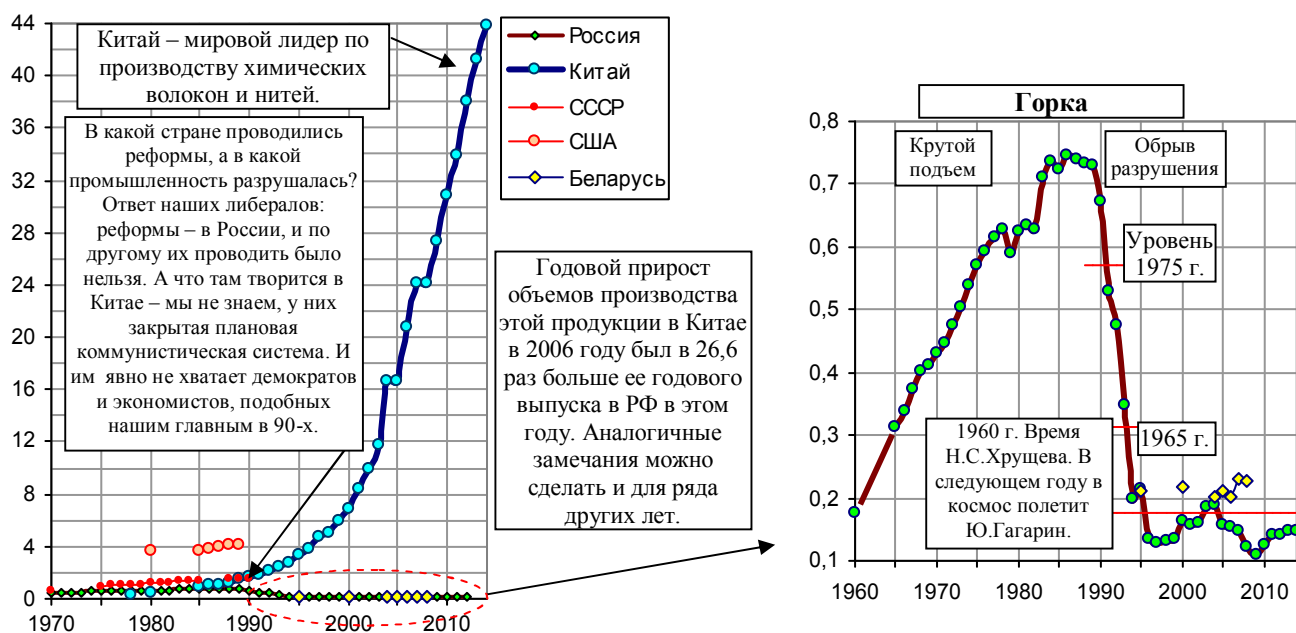 44
40
36
32
28
24
20
16
12
8
4
0
1970
1980
1990
2000
2010
Китай – мировой лидер по
производству химических
волокон и нитей.
В какой стране проводились
реформы, а в какой
промышленность разрушалась?
Ответ наших либералов:
реформы – в России, и по
другому их проводить было
нельзя. А что там творится в
Китае – мы не знаем, у них
закрытая плановая
коммунистическая система. И
им явно не хватает демократов
и экономистов, подобных
нашим главным в 90-х.
Россия
Китай
СССР
США
Беларусь
Годовой прирост
объемов производства
этой продукции в Китае
в 2006 году был в 26,6
раз больше ее годового
выпуска в РФ в этом
году. Аналогичные
замечания можно
сделать и для ряда
других лет.
Горка
0,8
0,7
0,6
0,5
0,4
0,3
0,2
0,1
1960
1970
1980
1990
2000
2010
Крутой
подъем
Обрыв
разрушения
Уровень
1975 г.
1965 г.
1960 г. Время
Н.С.Хрущева. В
следующем году в
космос полетит
Ю.Гагарин.